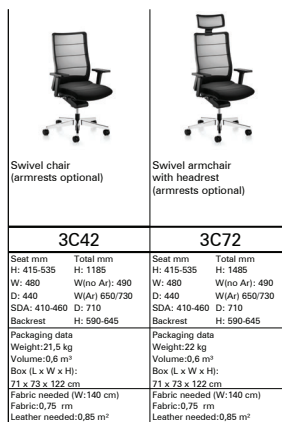 Swivel chair
(armrests optional)
Swivel armchair
with headrest
(armrests optional)
3C42
3C72
Seat mm Total mm
H: 415-535 H: 1185
W: 480 W(no Ar): 490
D: 440 W(Ar) 650/730
SDA: 410-460 D: 710
Backrest H: 590-645
Seat mm Total mm
H: 415-535 H: 1485
W: 480 W(no Ar): 490
D: 440 W(Ar) 650/730
SDA: 410-460 D: 710
Backrest H: 590-645
Packaging data
Weight:21,5 kg
Volume:0,6 m³
Box (L x W x H):
71 x 73 x 122 cm
Packaging data
Weight:22 kg
Volume:0,6 m³
Box (L x W x H):
71 x 73 x 122 cm
Fabric needed (W:140 cm)
Fabric:0,75 rm
Leather needed:0,85 m²
Fabric needed (W:140 cm)
Fabric:0,75 rm
Leather needed:0,85 m²